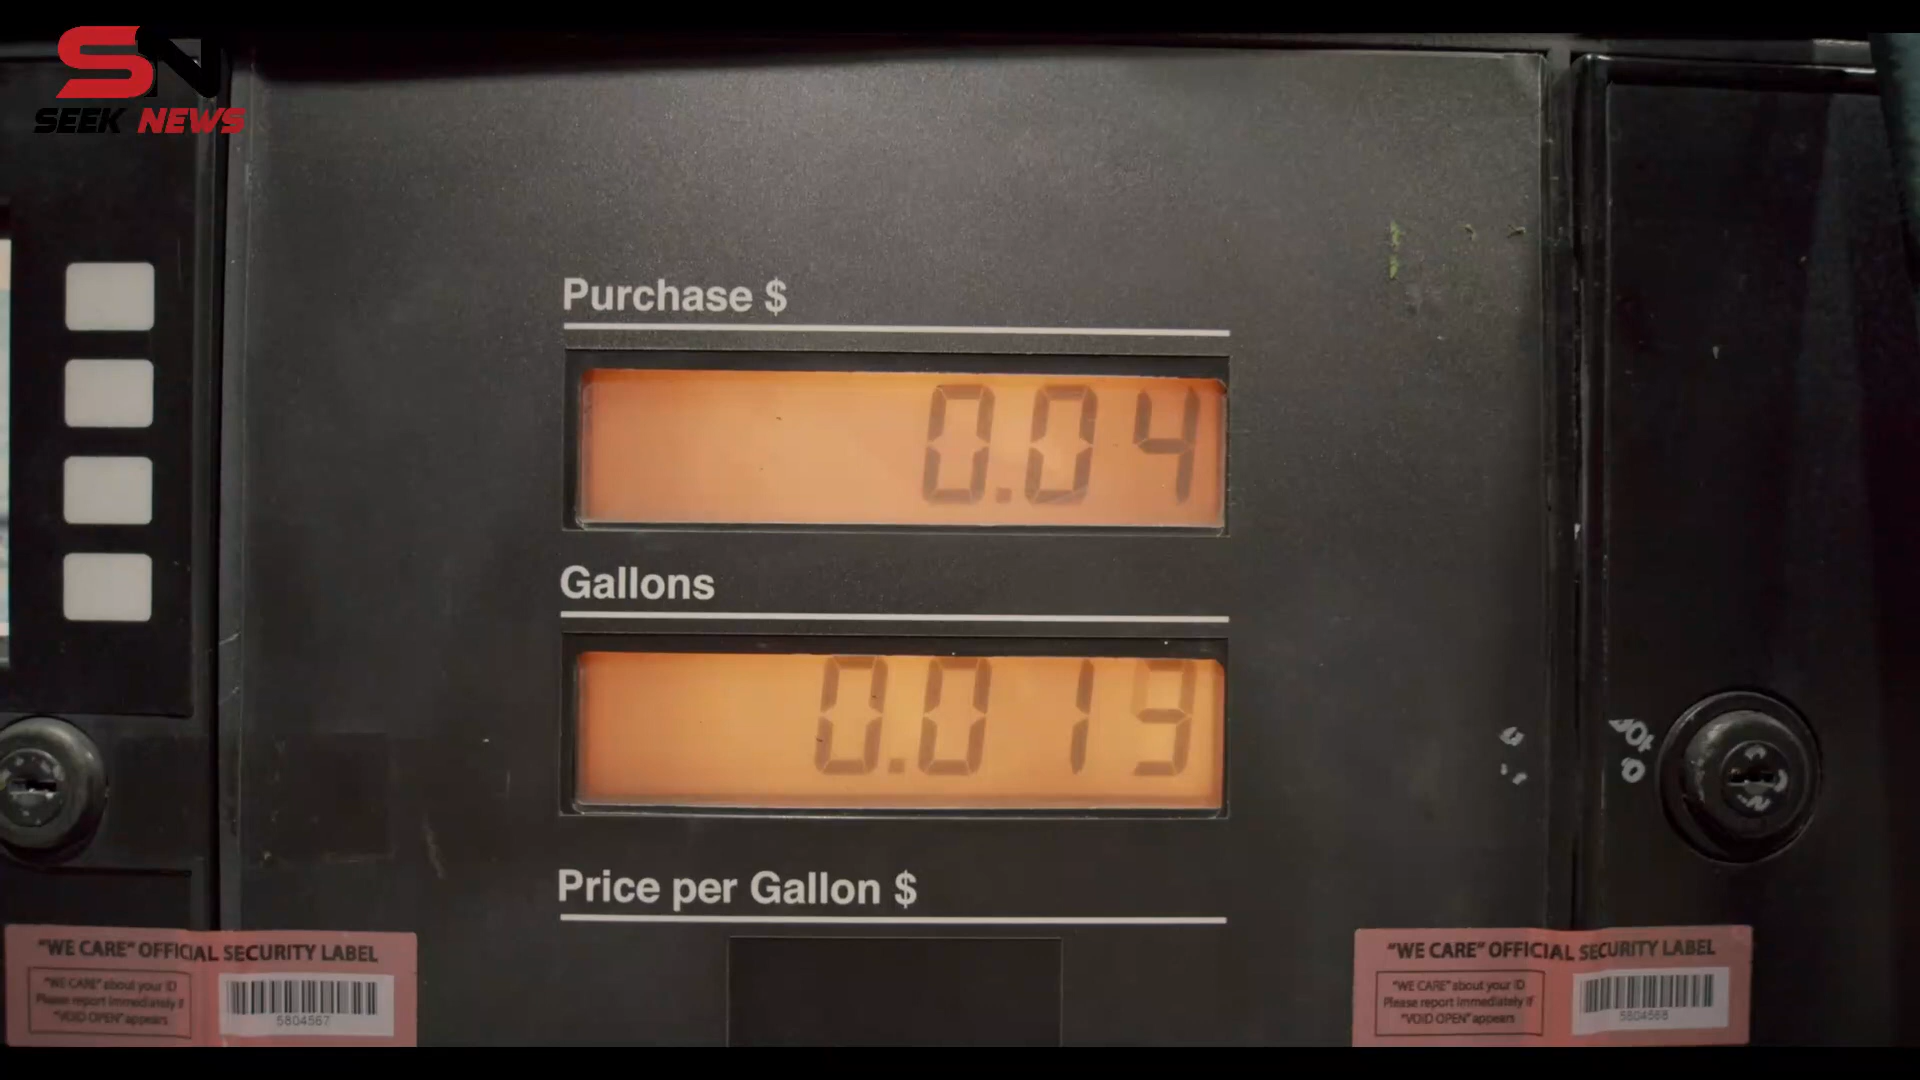 SN
SEEK NEWS
Purchase $
0.04
Gallons
0.013
Price per Gallon $
"WE CARE" OFFICIAL SECURITY LABEL
"WE CARE" about your ID
Please report immediately if
"VOID OPEN" appears
5804567
"WE CARE" OFFICIAL SECURITY LABEL
"WE CARE" about your ID
Please report immediately if
"VOID OPEN" appears
5804568